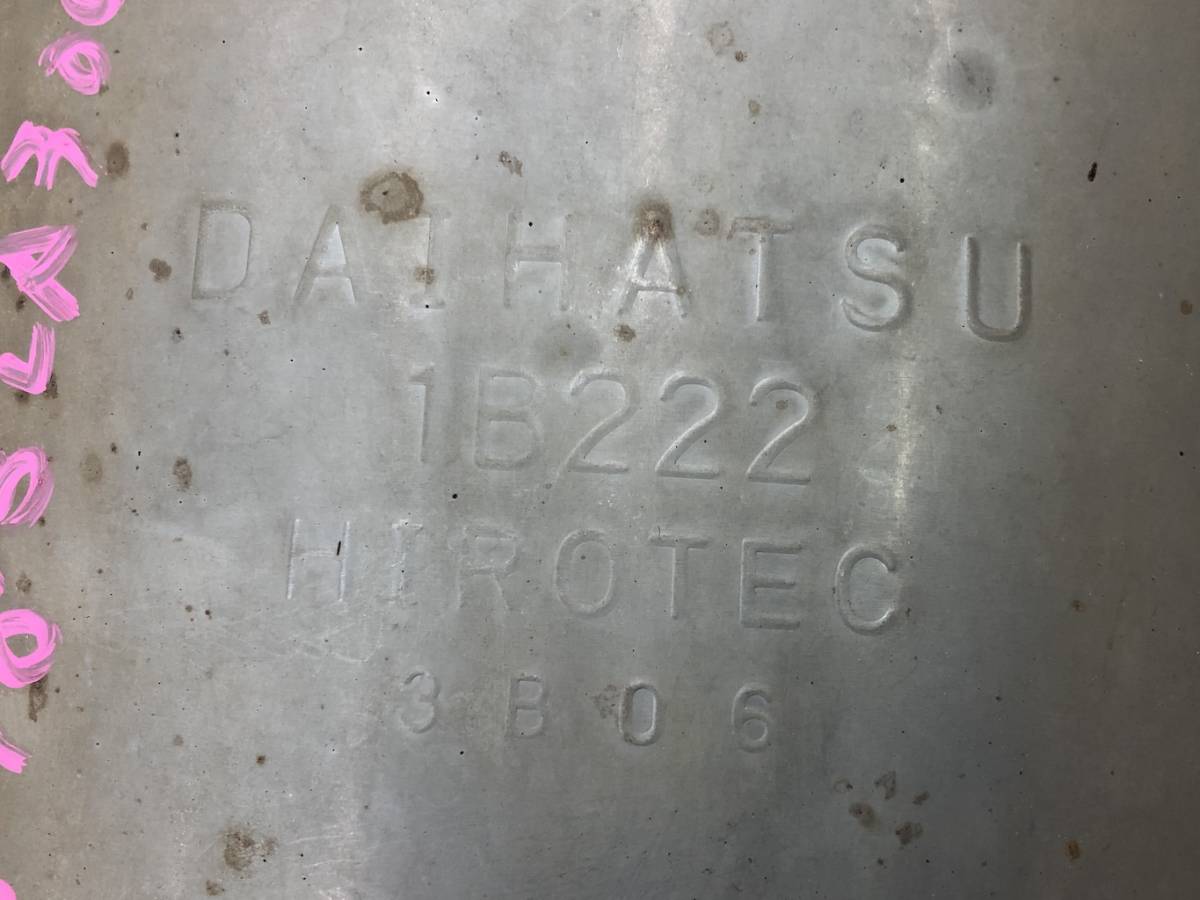 DAIHATSU
1B222
HIROTEC
3B06